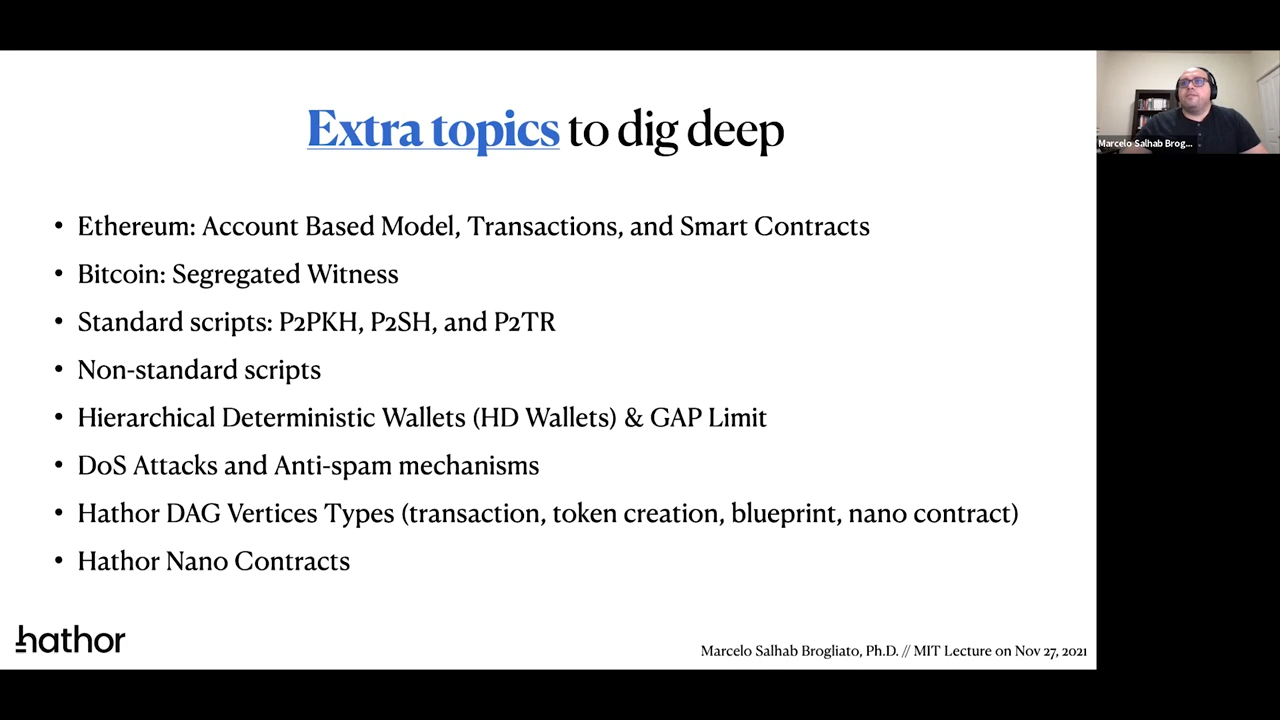 Extra topics to dig deep
Marcelo Salhab Brog...
• Ethereum: Account Based Model, Transactions, and Smart Contracts
• Bitcoin: Segregated Witness
• Standard scripts: P2PKH, P2SH, and P2TR
• Non-standard scripts
• Hierarchical Deterministic Wallets (HD Wallets) & GAP Limit
• DoS Attacks and Anti-spam mechanisms
• Hathor DAG Vertices Types (transaction, token creation, blueprint, nano contract)
• Hathor Nano Contracts
hathor
Marcelo Salhab Brogliato, Ph.D. // MIT Lecture on Nov 27, 2021